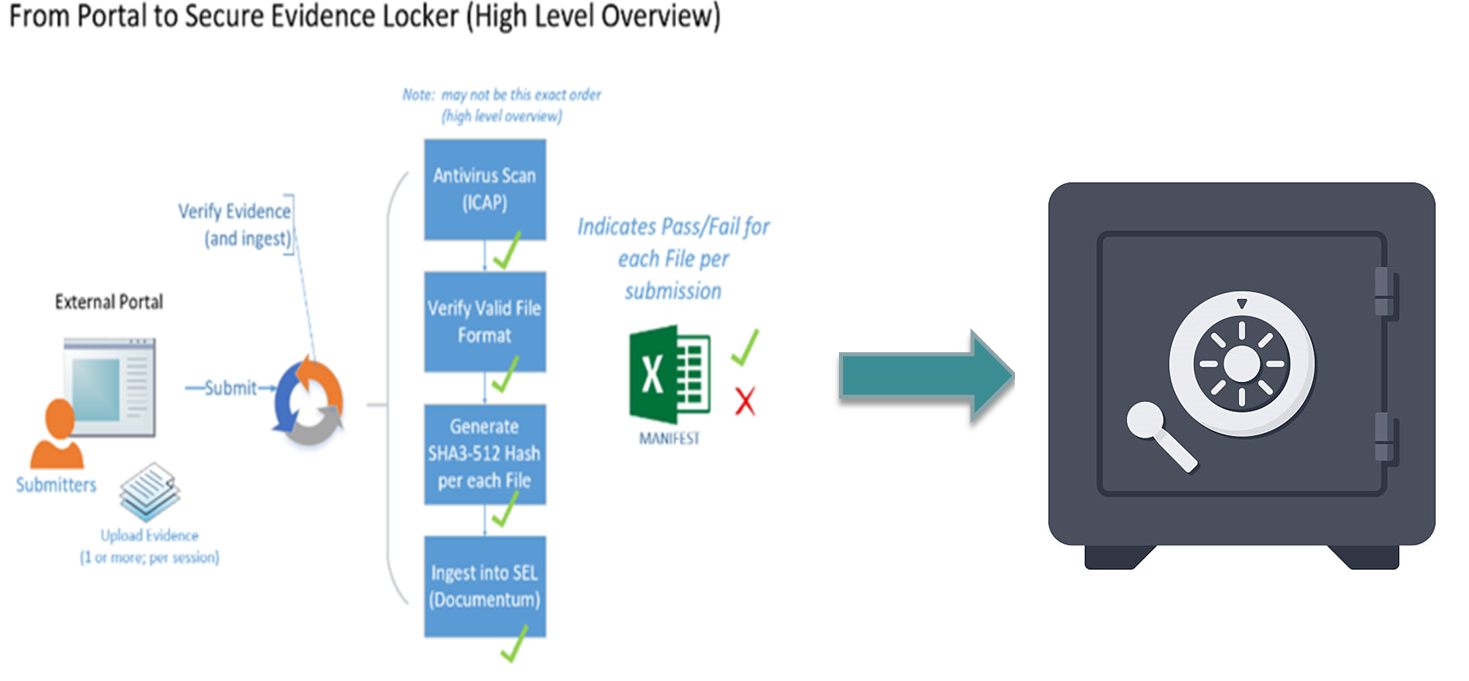 From Portal to Secure Evidence Locker (High Level Overview)
Note: may not be this exact order
(high level overview)
Antivirus Scan
(ICAP)
Verify Evidence
(and ingest)
Indicates Pass/Fail for
each File per
submission
External Portal
Verify Valid File
Format
Submit
X
MANIFEST
Generate
SHA3-512 Hash
per each File
Submitters
Upload Evidence
(1 or more; per session)
Ingest into SEL
(Documentum)